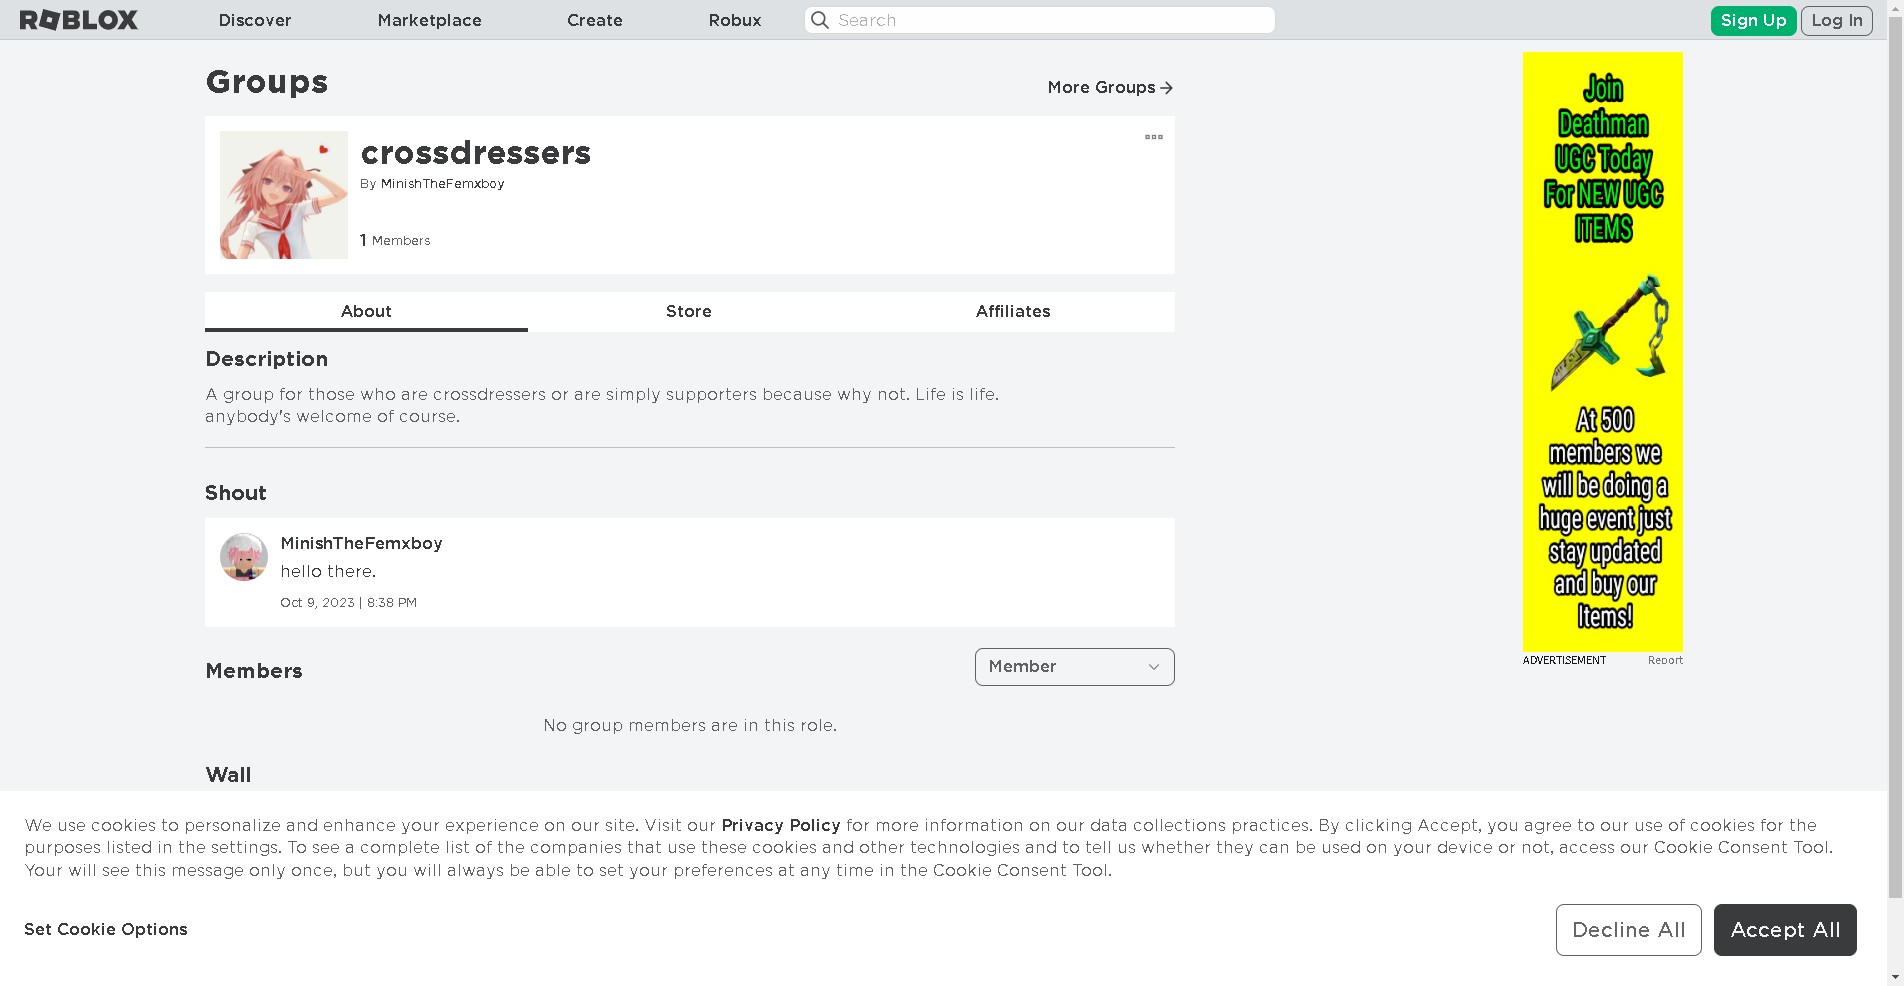 ROBLOX
Discover
Marketplace
Create
Robux
Search
Sign Up
Log In
Groups
More Groups
crossdressers
By MinishTheFemxboy
1 Members
About
Store
Affiliates
Description
A group for those who are crossdressers or are simply supporters because why not. Life is life.
anybody's welcome of course.
Shout
MinishTheFemxboy
hello there.
Oct 9, 2023 | 8:38 PM
Members
Member
No group members are in this role.
Wall
Join
Deathman
UGC Today
For NEW UGC
ITEMS
At 500
members we
will be doing a
huge event just
stay updated
and buy our
Items!
ADVERTISEMENT
Report
We use cookies to personalize and enhance your experience on our site. Visit our Privacy Policy for more information on our data collections practices. By clicking Accept, you agree to our use of cookies for the
purposes listed in the settings. To see a complete list of the companies that use these cookies and other technologies and to tell us whether they can be used on your device or not, access our Cookie Consent Tool.
Your will see this message only once, but you will always be able to set your preferences at any time in the Cookie Consent Tool.
Set Cookie Options
Decline All
Accept All